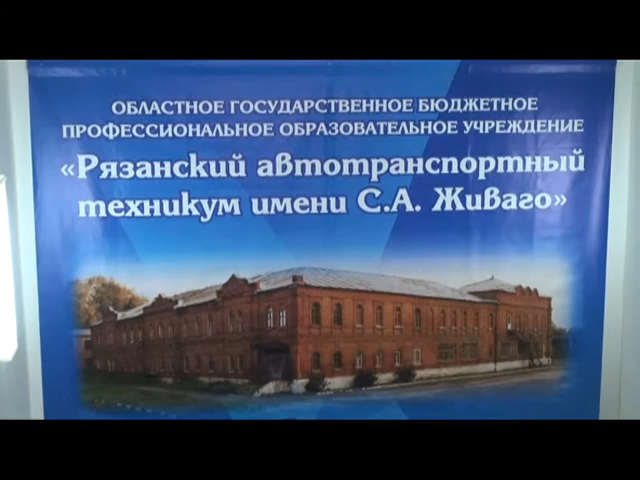 ОБЛАСТНОЕ ГОСУДАРСТВЕННОЕ БЮДЖЕТНОЕ
ПРОФЕССИОНАЛЬНОЕ ОБРАЗОВАТЕЛЬНОЕ УЧРЕЖДЕНИЕ
«Рязанский автотранспортный
техникум имени С.А. Живаго»